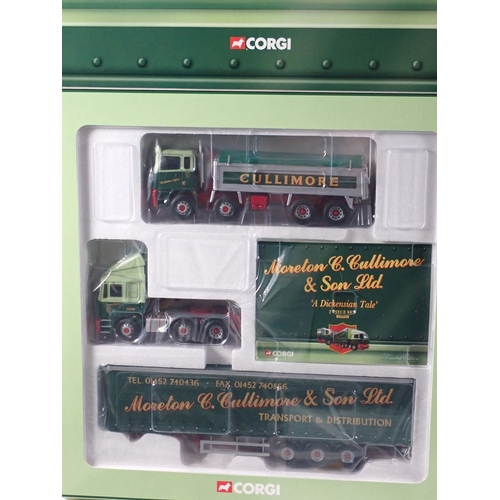 CORGI
CULLIMORE
Moreton C. Cullimore
& Son Ltd.
'A Dickensian Tale'
CORGI
TEL 01452 740436 · FAX 01452 740866
Moreton C. Cullimore & Son Ltd.
TRANSPORT & DISTRIBUTION
CORGI